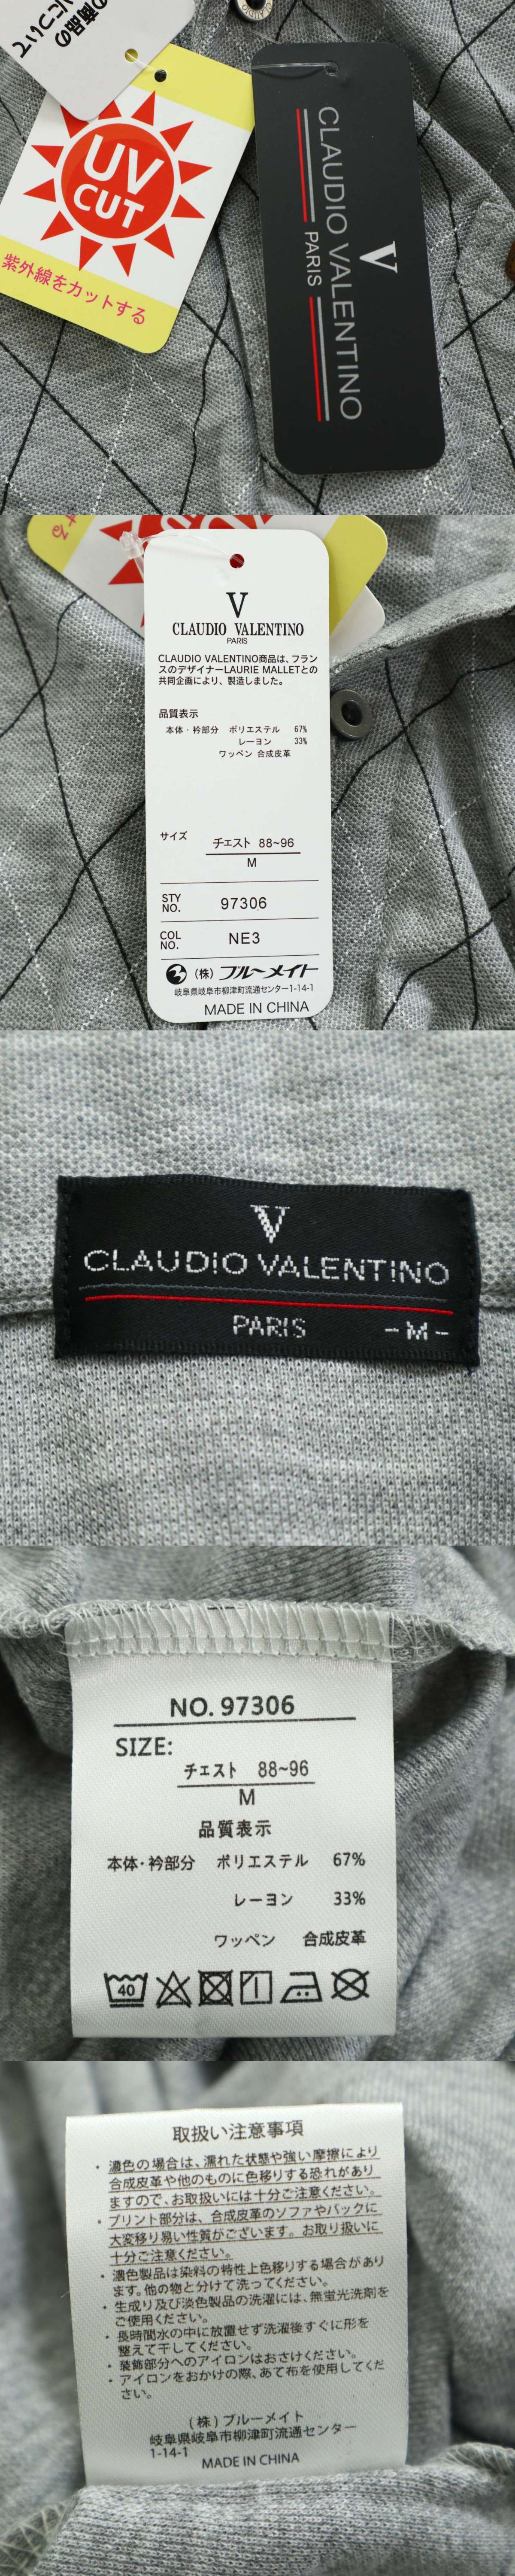 の商品の
について
UV
CUT
紫外線をカットする
V
CLAUDIO VALENTINO
PARIS
V
CLAUDIO VALENTINO
PARIS
CLAUDIO VALENTINO商品は、フラン
スのデザイナーLAURIE MALLETとの
共同企画により、製造しました。
品質表示
本体・衿部分 ポリエステル 67%
レーヨン 33%
ワッペン 合成皮革
サイズ チェスト 88~96
M
STY NO. 97306
COL NO. NE3
(株) ブルーメイト
岐阜県岐阜市柳津町流通センター1-14-1
MADE IN CHINA
V
CLAUDIO VALENTINO
PARIS -M-
NO. 97306
SIZE:
チェスト 88~96
M
品質表示
本体・衿部分 ポリエステル 67%
レーヨン 33%
ワッペン 合成皮革
40
取扱い注意事項
・濃色の場合は、濡れた状態や強い摩擦により
合成皮革や他のものに色移りする恐れがあり
ますので、お取扱いには十分ご注意ください。
・プリント部分は、合成皮革のソファやバックに
大変移り易い性質がございます。お取り扱いに
十分ご注意ください。
・濃色製品は染料の特性上色移りする場合があり
ます。他の物と分けて洗ってください。
・生成り及び淡色製品の洗濯には、無蛍光洗剤を
ご使用ください。
・長時間水の中に放置せず洗濯後すぐに形を
整えて干してください。
・装飾部分へのアイロンはおさけください。
・アイロンをおかけの際、あて布を使用してくだ
さい。
(株)ブルーメイト
岐阜県岐阜市柳津町流通センター
1-14-1
MADE IN CHINA